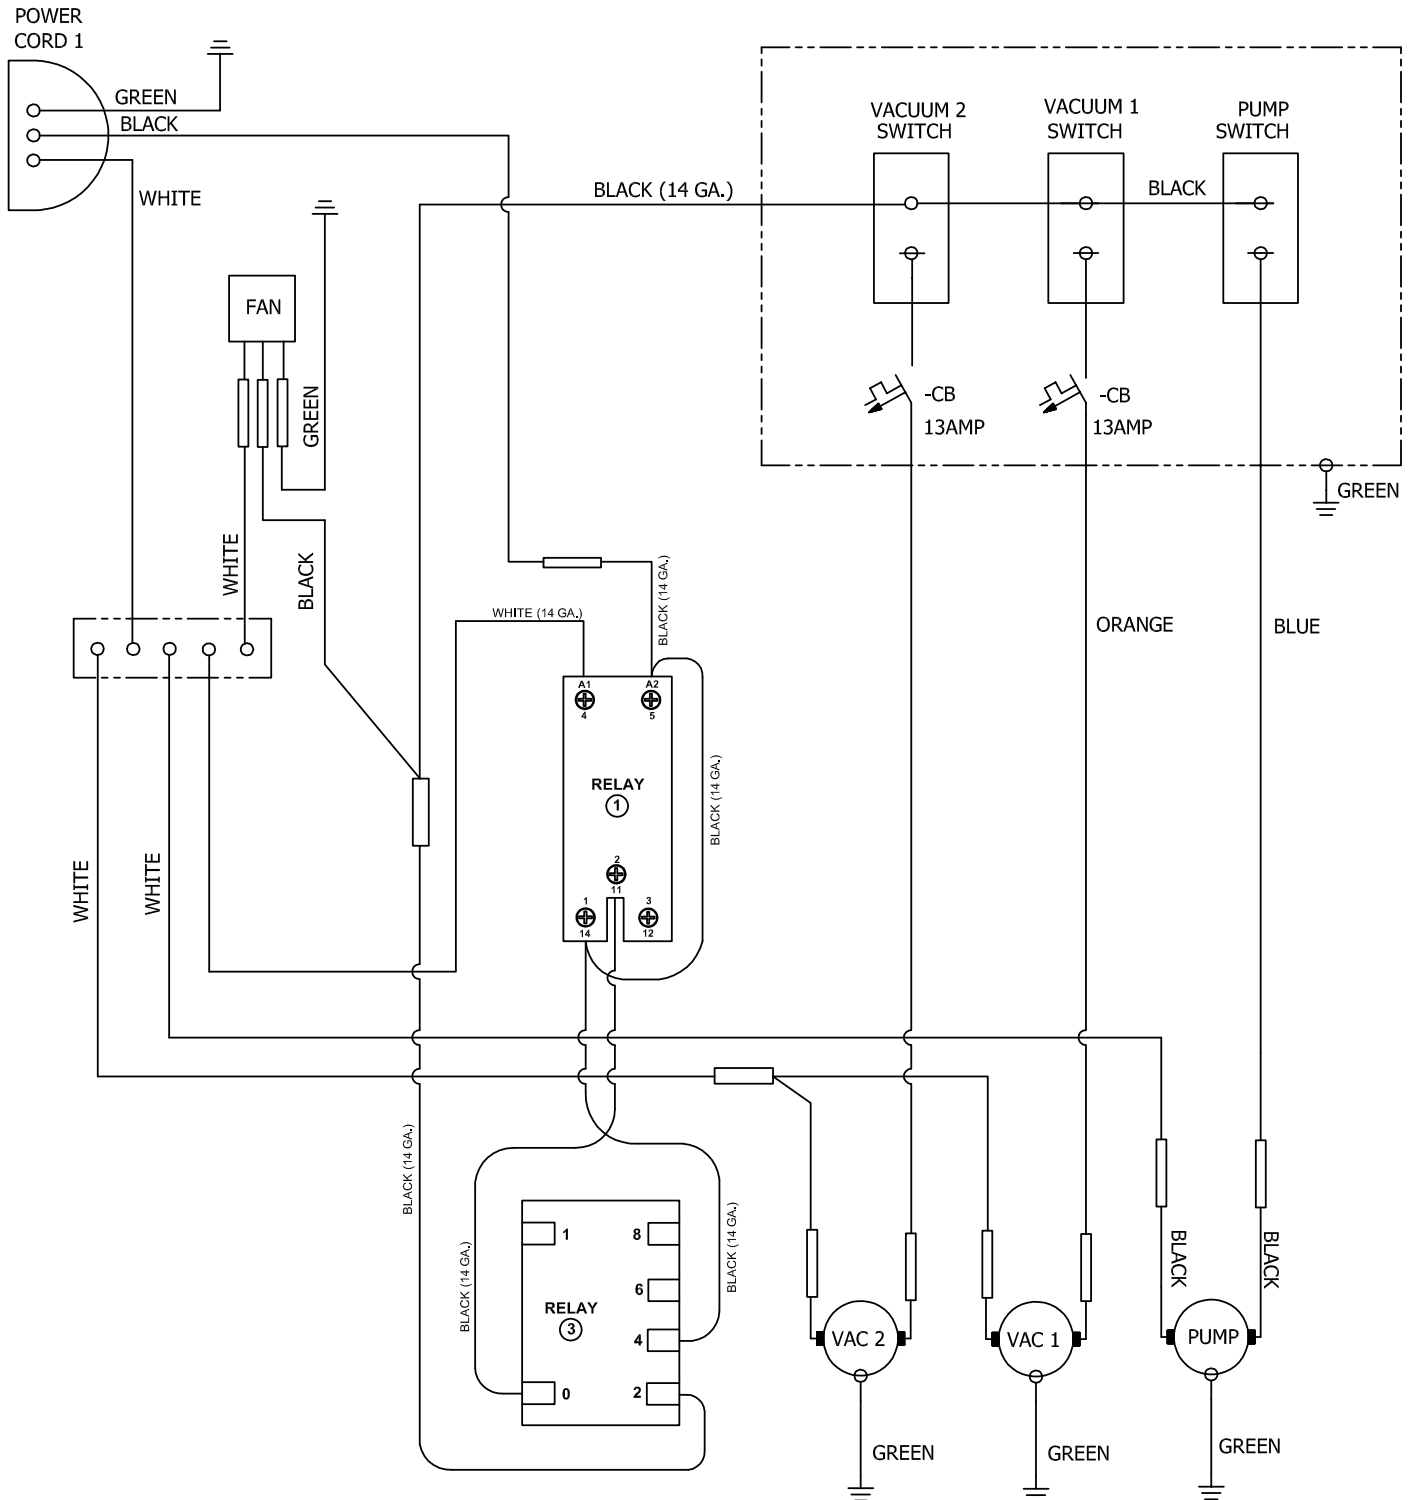 POWER
CORD 1
GREEN
BLACK
WHITE
BLACK (14 GA.)
VACUUM 2
SWITCH
VACUUM 1
SWITCH
PUMP
SWITCH
BLACK
FAN
GREEN
-CB
13AMP
-CB
13AMP
GREEN
WHITE
BLACK
BLACK (14 GA.)
WHITE (14 GA.)
ORANGE
BLUE
A1
4
A2
5
RELAY
1
BLACK (14 GA.)
2
11
1
14
3
12
WHITE
WHITE
BLACK (14 GA.)
BLACK (14 GA.)
BLACK (14 GA.)
1
8
6
RELAY
3
4
0
2
BLACK
BLACK
VAC 2
VAC 1
PUMP
GREEN
GREEN
GREEN